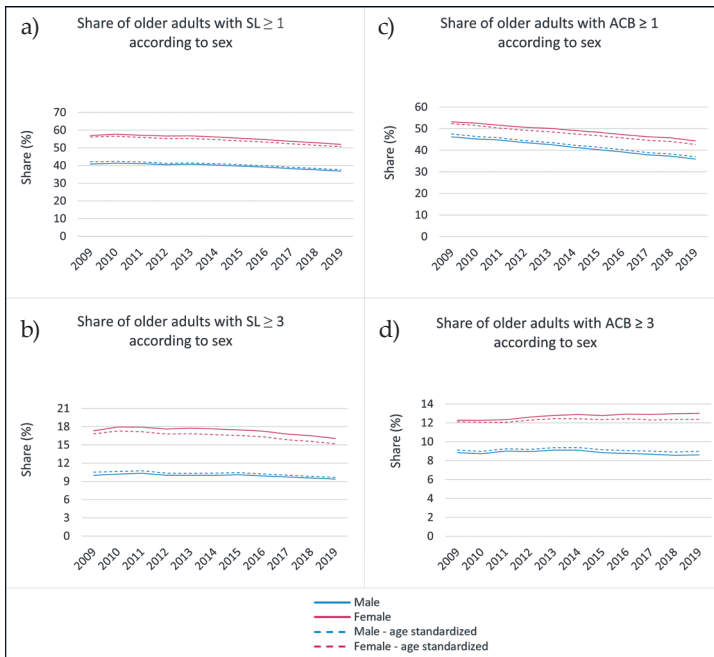 a)
Share of older adults with SL ≥ 1
according to sex
Share (%)
70
60
50
40
30
20
10
0
2009 2010 2011 2012 2013 2014 2015 2016 2017 2018 2019
c)
Share of older adults with ACB ≥ 1
according to sex
Share (%)
60
50
40
30
20
10
0
2009 2010 2011 2012 2013 2014 2015 2016 2017 2018 2019
b)
Share of older adults with SL ≥ 3
according to sex
Share (%)
21
18
15
12
9
6
3
0
2009 2010 2011 2012 2013 2014 2015 2016 2017 2018 2019
d)
Share of older adults with ACB ≥ 3
according to sex
Share (%)
14
12
10
8
6
4
2
0
2009 2010 2011 2012 2013 2014 2015 2016 2017 2018 2019
Male
Female
Male - age standardized
Female - age standardized